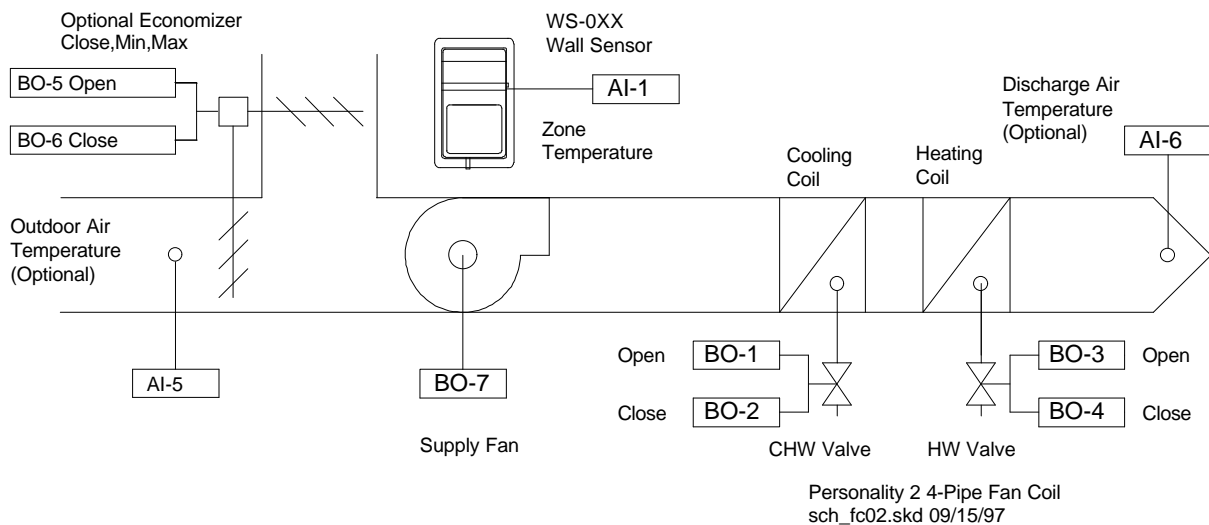 Optional Economizer
Close,Min,Max
BO-5 Open
BO-6 Close
WS-0XX
Wall Sensor
AI-1
Zone
Temperature
Discharge Air
Temperature
(Optional)
AI-6
Cooling
Coil
Heating
Coil
Outdoor Air
Temperature
(Optional)
AI-5
BO-7
Supply Fan
Open
BO-1
Close
BO-2
CHW Valve
BO-3
Open
BO-4
Close
HW Valve
Personality 2 4-Pipe Fan Coil
sch_fc02.skd 09/15/97